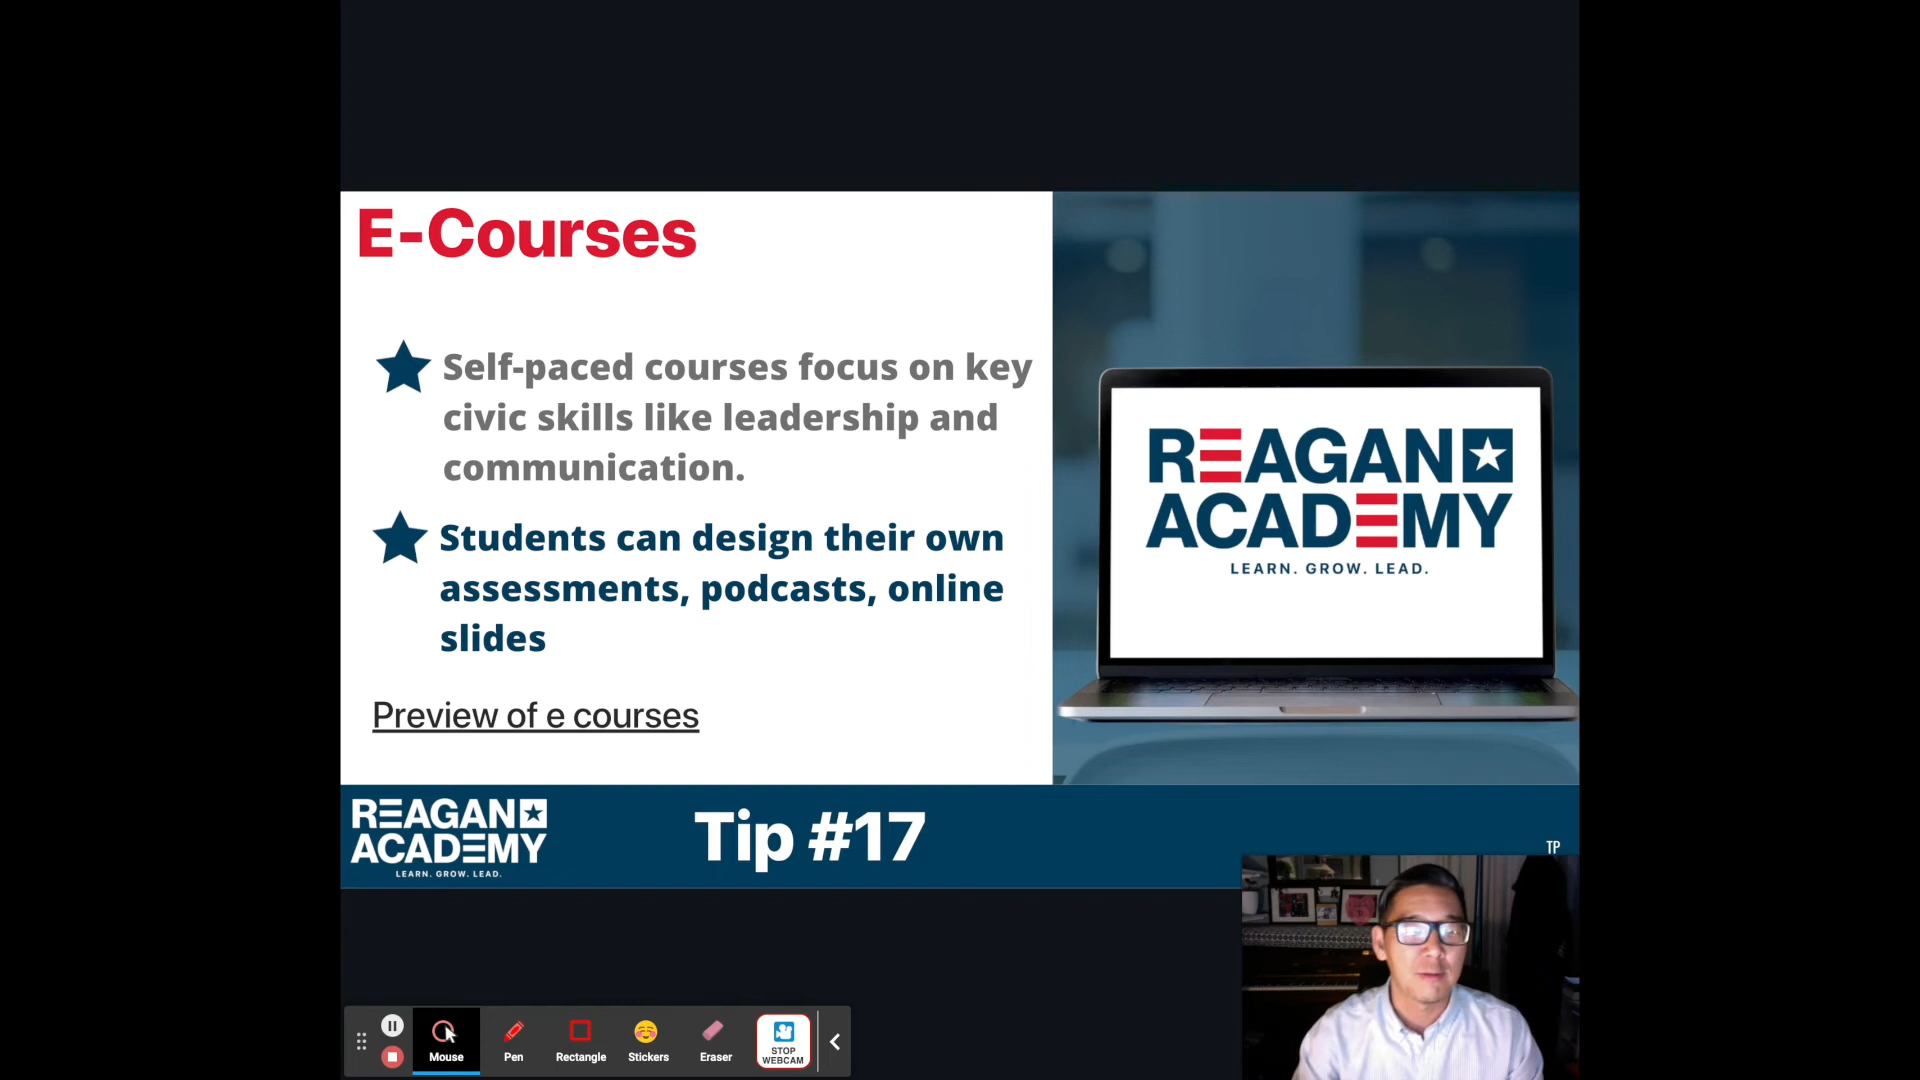 E-Courses
Self-paced courses focus on key
civic skills like leadership and
communication.
Students can design their own
assessments, podcasts, online
slides
Preview of e courses
REAGAN
ACADEMY
LEARN. GROW. LEAD.
REAGAN
ACADEMY
LEARN. GROW. LEAD.
Tip #17
TP
Mouse
Pen
Rectangle
Stickers
Eraser
STOP
WEBCAM